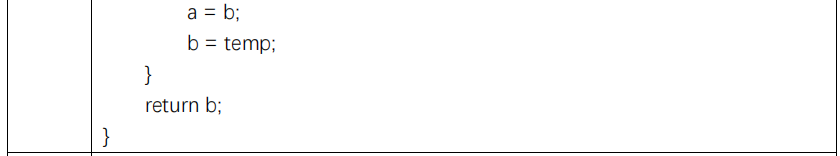 a = b;
b = temp;
}
return b;
}